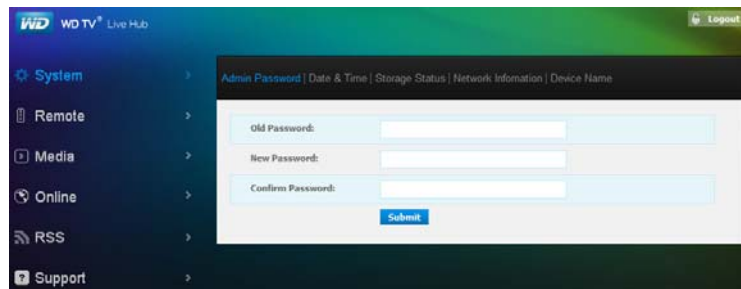 WD WD TV® Live Hub
Logout
System
Admin Password | Date & Time | Storage Status | Network Infomation | Device Name
Remote
Old Password:
Media
New Password:
Online
Confirm Password:
Submit
RSS
Support